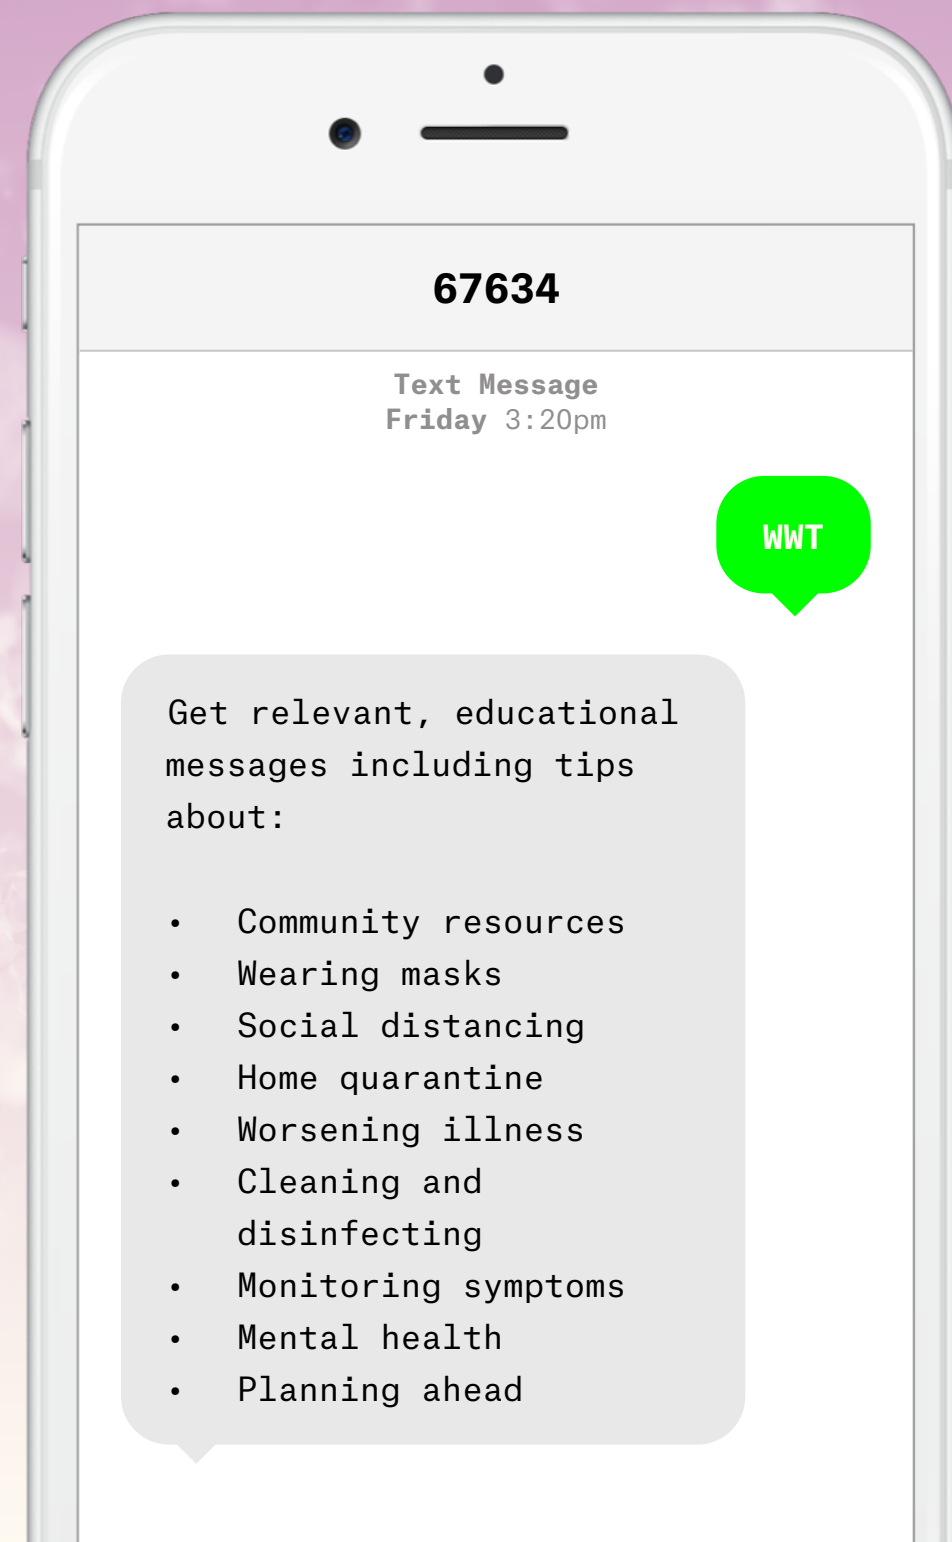 67634
Text Message
Friday 3:20pm
WWT
Get relevant, educational
messages including tips
about:
• Community resources
• Wearing masks
• Social distancing
• Home quarantine
• Worsening illness
• Cleaning and
disinfecting
• Monitoring symptoms
• Mental health
• Planning ahead